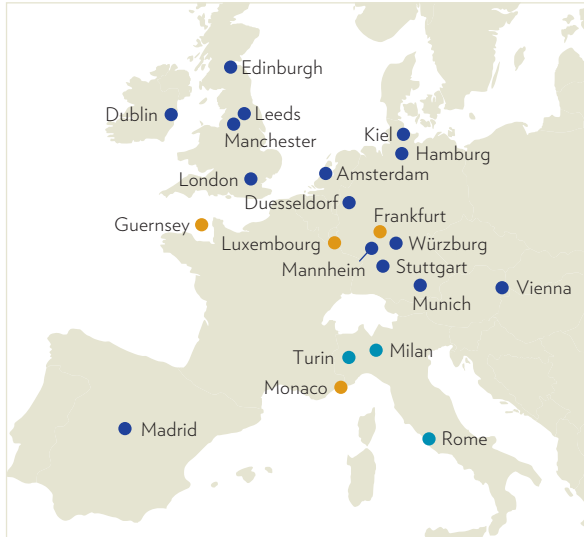 Edinburgh
Dublin
Leeds
Manchester
Kiel
Hamburg
London
Amsterdam
Duesseldorf
Guernsey
Frankfurt
Luxembourg
Würzburg
Mannheim
Stuttgart
Munich
Vienna
Turin
Milan
Monaco
Madrid
Rome